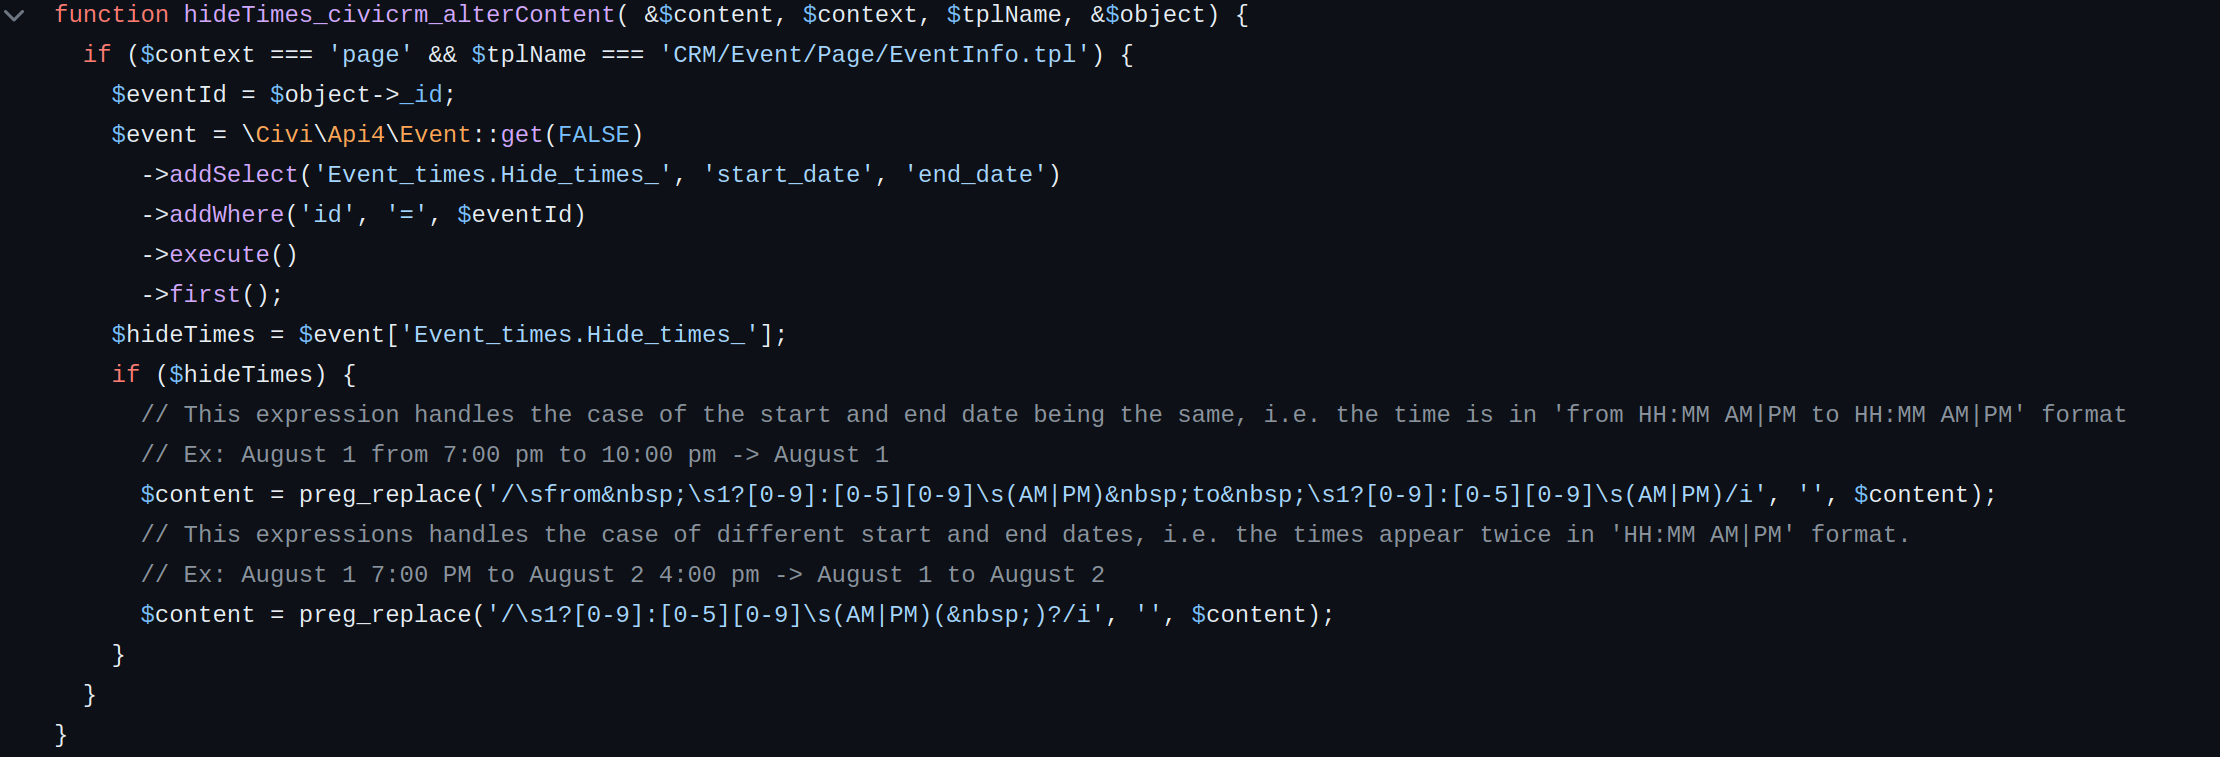 function hideTimes_civicrm_alterContent( &$content, $context, $tplName, &$object) {
  if ($context === 'page' && $tplName === 'CRM/Event/Page/EventInfo.tpl') {
    $eventId = $object->_id;
    $event = \Civi\Api4\Event::get(FALSE)
      ->addSelect('Event_times.Hide_times_', 'start_date', 'end_date')
      ->addWhere('id', '=', $eventId)
      ->execute()
      ->first();
    $hideTimes = $event['Event_times.Hide_times_'];
    if ($hideTimes) {
      // This expression handles the case of the start and end date being the same, i.e. the time is in 'from HH:MM AM|PM to HH:MM AM|PM' format
      // Ex: August 1 from 7:00 pm to 10:00 pm -> August 1
      $content = preg_replace('/\sfrom&nbsp;\s1?[0-9]:[0-5][0-9]\s(AM|PM)&nbsp;to&nbsp;\s1?[0-9]:[0-5][0-9]\s(AM|PM)/i', '', $content);
      // This expressions handles the case of different start and end dates, i.e. the times appear twice in 'HH:MM AM|PM' format.
      // Ex: August 1 7:00 PM to August 2 4:00 pm -> August 1 to August 2
      $content = preg_replace('/\s1?[0-9]:[0-5][0-9]\s(AM|PM)(&nbsp;)?/i', '', $content);
    }
  }
}